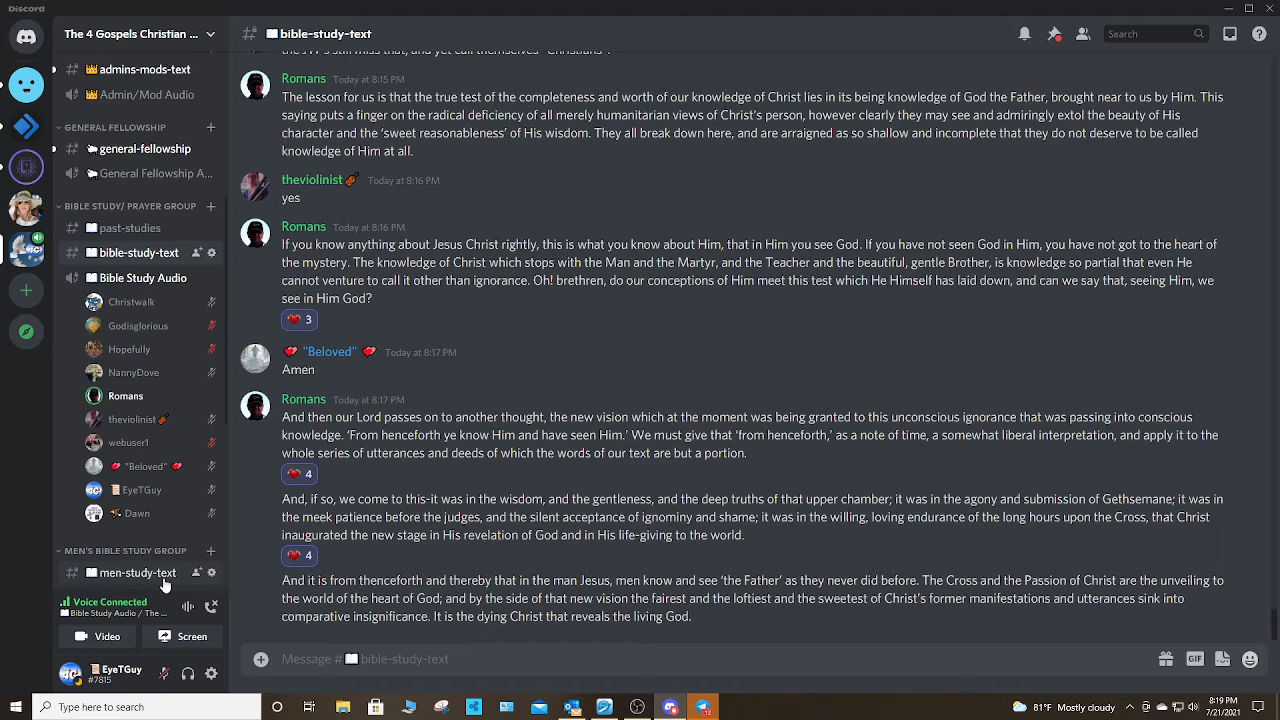 Discord
The 4 Gospels Christian ...
bible-study-text
Search
admins-mods-text
Admin/Mod Audio
GENERAL FELLOWSHIP
general-fellowship
General Fellowship A...
BIBLE STUDY/ PRAYER GROUP
past-studies
bible-study-text
bible-text
Bible Study Audio
Christwalk
Godisglorious
Hopefully
NannyDove
Romans
theviolinist
webuser1
"Beloved"
EyeTGuy
Dawn
MEN'S BIBLE STUDY GROUP
men-study-text
Voice Connected
Bible Study Audio / The ...
Video
Screen
EyeTGuy
#7815
the JW's still miss that, and yet call themselves "Christians".
Romans Today at 8:15 PM
The lesson for us is that the true test of the completeness and worth of our knowledge of Christ lies in its being knowledge of God the Father, brought near to us by Him. This
saying puts a finger on the radical deficiency of all merely humanitarian views of Christ's person, however clearly they may see and admiringly extol the beauty of His
character and the 'sweet reasonableness' of His wisdom. They all break down here, and are arraigned as so shallow and incomplete that they do not deserve to be called
knowledge of Him at all.
theviolinist Today at 8:16 PM
yes
Romans Today at 8:16 PM
If you know anything about Jesus Christ rightly, this is what you know about Him, that in Him you see God. If you have not seen God in Him, you have not got to the heart of
the mystery. The knowledge of Christ which stops with the Man and the Martyr, and the Teacher and the beautiful, gentle Brother, is knowledge so partial that even He
cannot venture to call it other than ignorance. Oh! brethren, do our conceptions of Him meet this test which He Himself has laid down, and can we say that, seeing Him, we
see in Him God?
3
"Beloved" Today at 8:17 PM
Amen
Romans Today at 8:17 PM
And then our Lord passes on to another thought, the new vision which at the moment was being granted to this unconscious ignorance that was passing into conscious
knowledge. 'From henceforth ye know Him and have seen Him.' We must give that 'from henceforth,' as a note of time, a somewhat liberal interpretation, and apply it to the
whole series of utterances and deeds of which the words of our text are but a portion.
4
And, if so, we come to this-it was in the wisdom, and the gentleness, and the deep truths of that upper chamber; it was in the agony and submission of Gethsemane; it was in
the meek patience before the judges, and the silent acceptance of ignominy and shame; it was in the willing, loving endurance of the long hours upon the Cross, that Christ
inaugurated the new stage in His revelation of God and in His life-giving to the world.
4
And it is from thenceforth and thereby that in the man Jesus, men know and see 'the Father' as they never did before. The Cross and the Passion of Christ are the unveiling to
the world of the heart of God; and by the side of that new vision the fairest and the loftiest and the sweetest of Christ's former manifestations and utterances sink into
comparative insignificance. It is the dying Christ that reveals the living God.
Message # bible-study-text
GIF
Type here to search
12
81°F Mostly cloudy
8:19 PM
7/21/2021